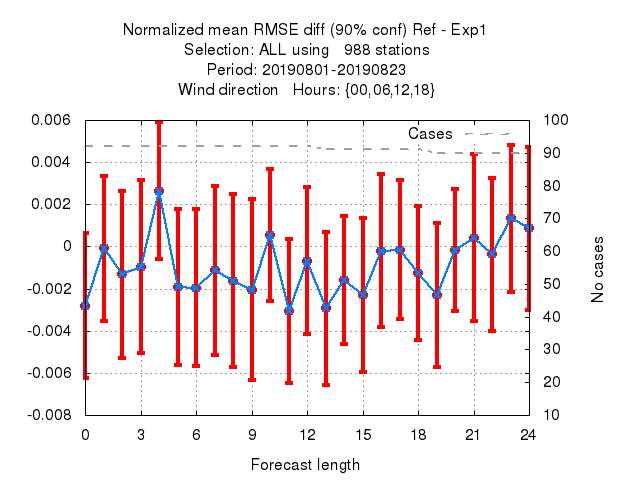 Normalized mean RMSE diff (90% conf) Ref - Exp1
Selection: ALL using 988 stations
Period: 20190801-20190823
Wind direction Hours: {00,06,12,18}
Cases
0.006
0.004
0.002
0
-0.002
-0.004
-0.006
-0.008
100
90
80
70
60
50
40
30
20
10
No cases
0 3 6 9 12 15 18 21 24
Forecast length